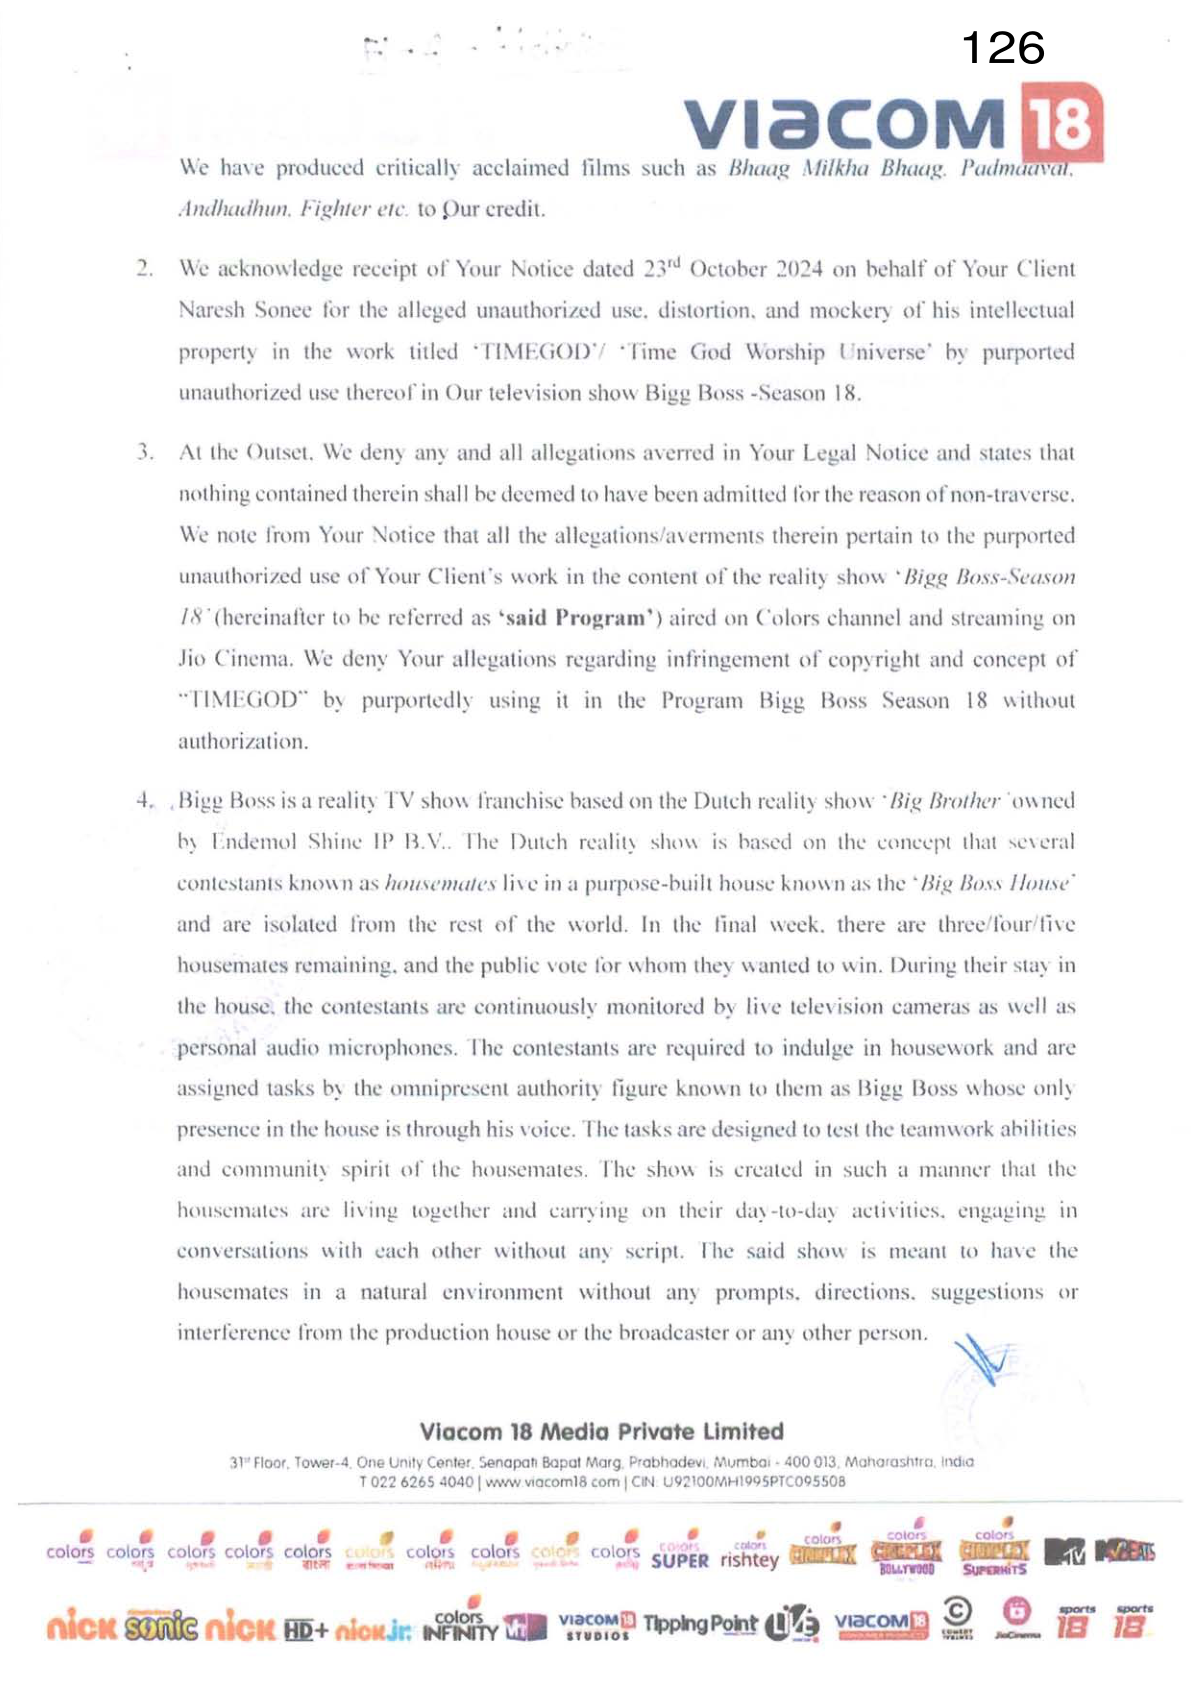 126
VIACOM 18
We have produced critically acclaimed films such as Bhaag Milkha Bhaag, Padmaavat,
Andhadhun, Fighter etc. to Our credit.
2. We acknowledge receipt of Your Notice dated 23rd October 2024 on behalf of Your Client
Naresh Sonee for the alleged unauthorized use, distortion, and mockery of his intellectual
property in the work titled 'TIMEGOD'/ 'Time God Worship Universe' by purported
unauthorized use thereof in Our television show Bigg Boss -Season 18.
3. At the Outset, We deny any and all allegations averred in Your Legal Notice and states that
nothing contained therein shall be deemed to have been admitted for the reason of non-traverse.
We note from Your Notice that all the allegations/averments therein pertain to the purported
unauthorized use of Your Client's work in the content of the reality show 'Bigg Boss-Season
18' (hereinafter to be referred as 'said Program') aired on Colors channel and streaming on
Jio Cinema. We deny Your allegations regarding infringement of copyright and concept of
"TIMEGOD" by purportedly using it in the Program Bigg Boss Season 18 without
authorization.
4. Bigg Boss is a reality TV show franchise based on the Dutch reality show 'Big Brother' owned
by Endemol Shine IP B.V.. The Dutch reality show is based on the concept that several
contestants known as housemates live in a purpose-built house known as the 'Big Boss House'
and are isolated from the rest of the world. In the final week, there are three/four/five
housemates remaining, and the public vote for whom they wanted to win. During their stay in
the house, the contestants are continuously monitored by live television cameras as well as
personal audio microphones. The contestants are required to indulge in housework and are
assigned tasks by the omnipresent authority figure known to them as Bigg Boss whose only
presence in the house is through his voice. The tasks are designed to test the teamwork abilities
and community spirit of the housemates. The show is created in such a manner that the
housemates are living together and carrying on their day-to-day activities, engaging in
conversations with each other without any script. The said show is meant to have the
housemates in a natural environment without any prompts, directions, suggestions or
interference from the production house or the broadcaster or any other person.
Viacom 18 Media Private Limited
31st Floor, Tower-4, One Unity Center, Senapati Bapat Marg, Prabhadevi, Mumbai - 400 013, Maharashtra, India
T 022 6265 4040 | www.viacom18.com | CIN: U92100MH1995PTC095508
colors colors colors colors colors colors colors colors colors colors colors SUPER colors rishtey colors CINEPLEX colors CINEPLEX BOLLYWOOD colors CINEPLEX SUPERHITS MTV MTV BEATS
nick SONIC nick HD+ nick jr. colors INFINITY VH1 VIACOM18 STUDIOS Tipping Point LIVE VIACOM18 CONSUMER PRODUCTS COMEDY CENTRAL JioCinema sports 18 sports 18